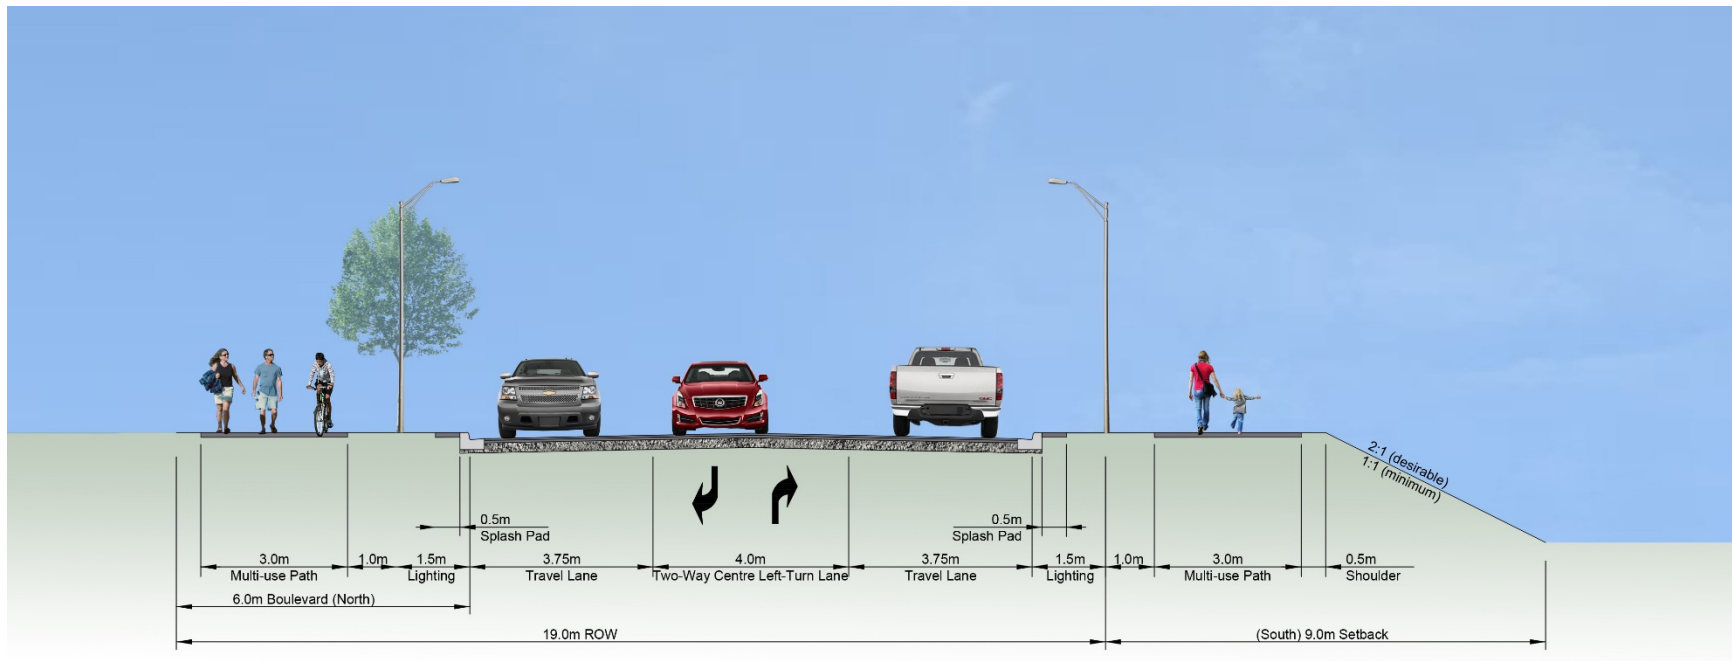 2:1 (desirable)
1:1 (minimum)
0.5m
Splash Pad
0.5m
Splash Pad
3.0m
Multi-use Path
1.0m
1.5m
Lighting
3.75m
Travel Lane
4.0m
Two-Way Centre Left-Turn Lane
3.75m
Travel Lane
1.5m
Lighting
1.0m
3.0m
Multi-use Path
0.5m
Shoulder
6.0m Boulevard (North)
19.0m ROW
(South) 9.0m Setback